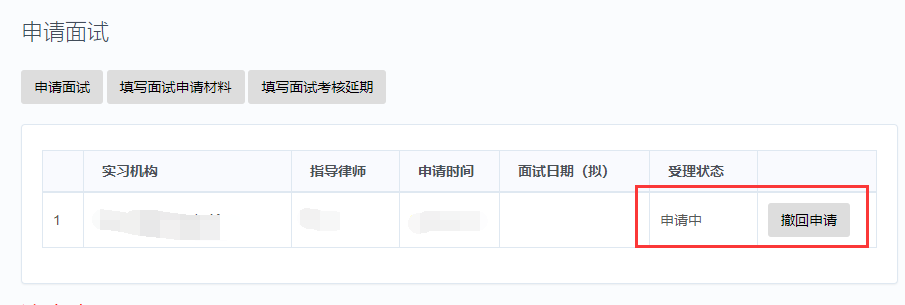 申请面试
申请面试 填写面试申请材料 填写面试考核延期
实习机构 指导律师 申请时间 面试日期（拟） 受理状态
1 申请中 撤回申请